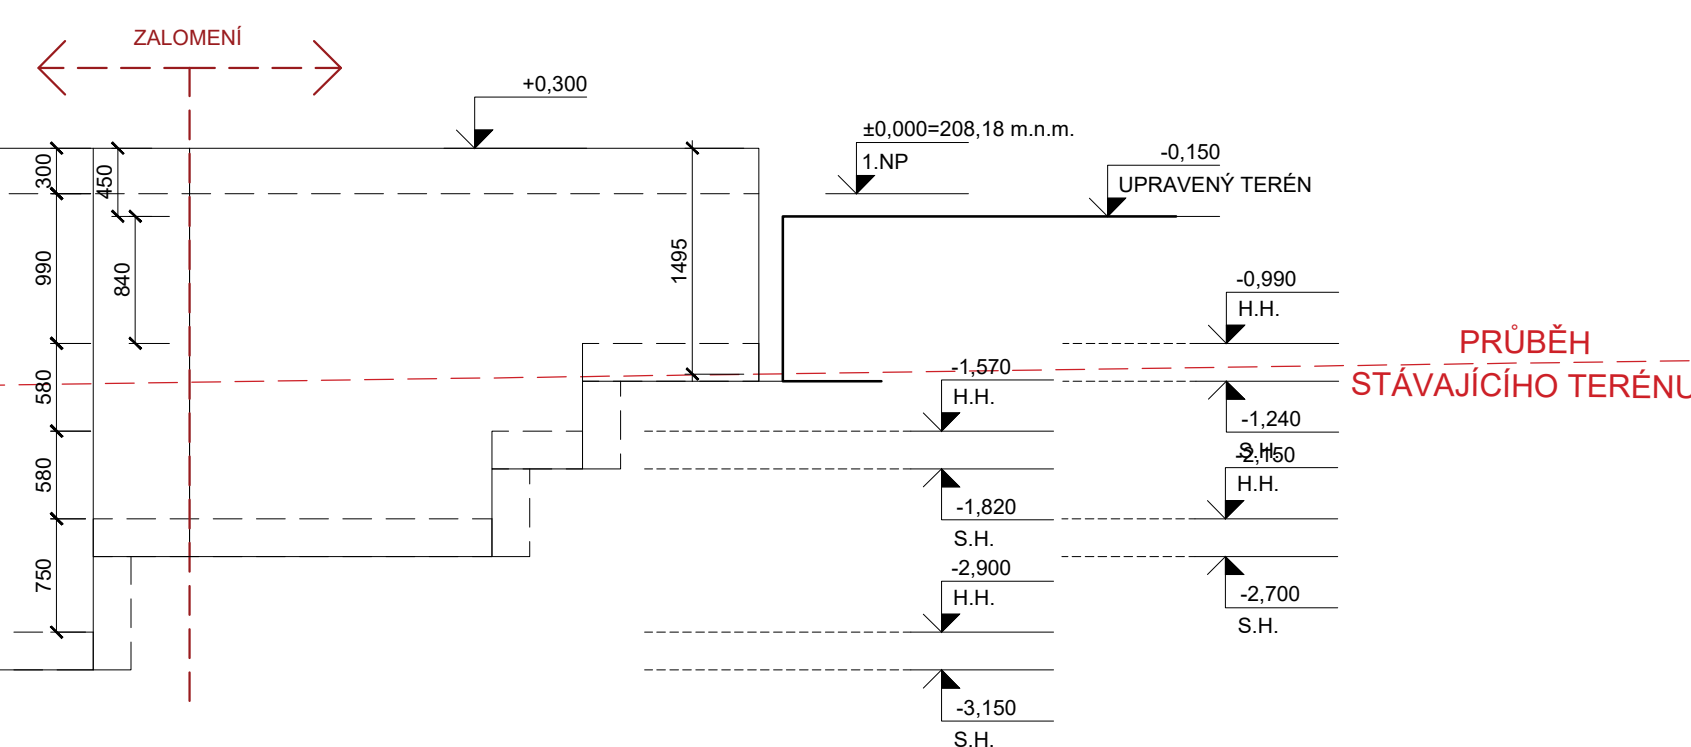 ZALOMENÍ
+0,300
±0,000=208,18 m.n.m.
1.NP
-0,150
UPRAVENÝ TERÉN
300
450
990
840
1495
580
580
750
-0,990
H.H.
PRŮBĚH
STÁVAJÍCÍHO TERÉNU
-1,570
H.H.
-1,240
S.H.
-2,150
H.H.
-1,820
S.H.
-2,900
H.H.
-2,700
S.H.
-3,150
S.H.